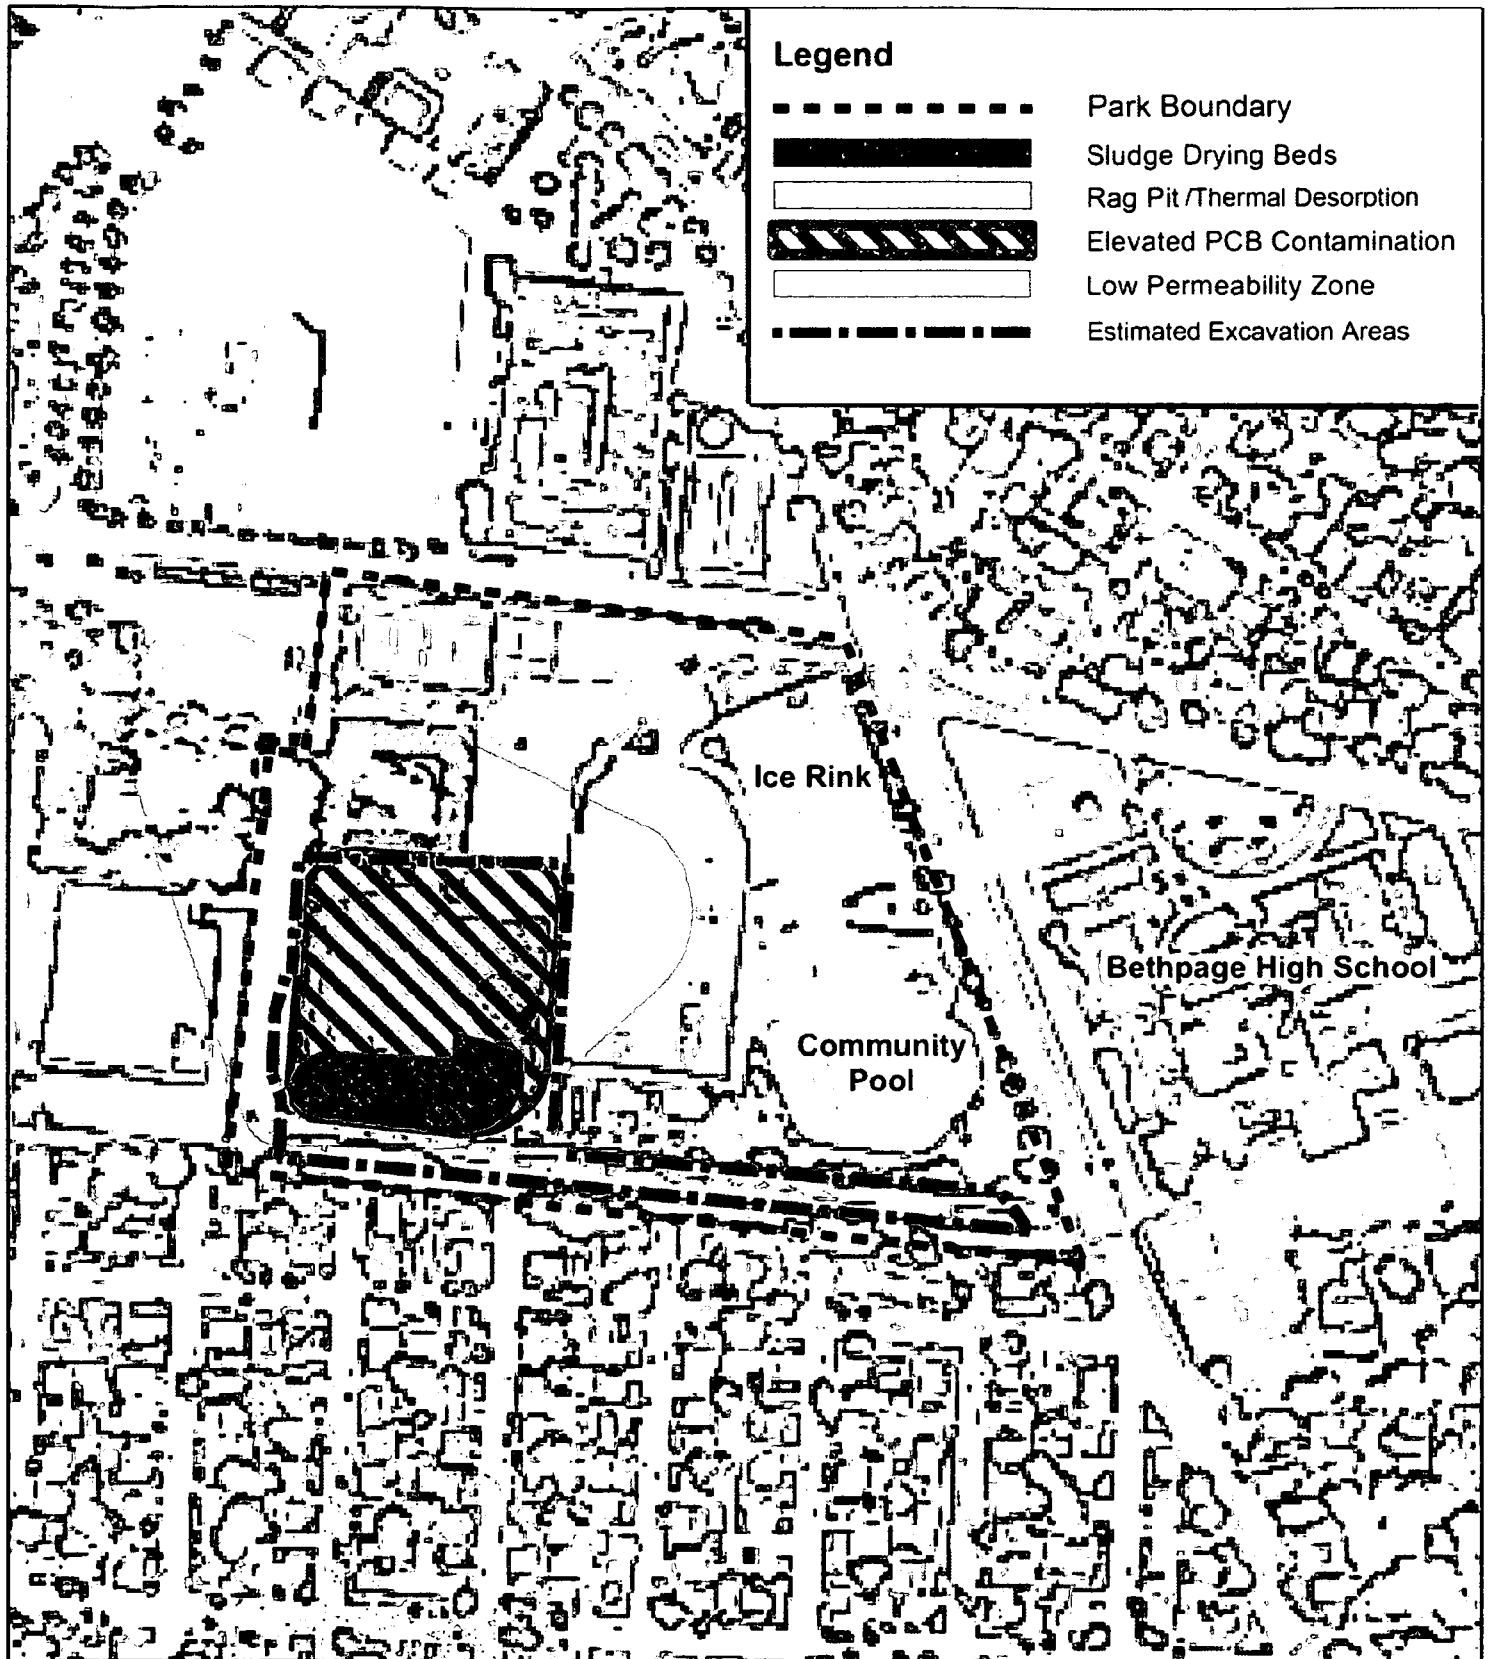 Legend
Park Boundary
Sludge Drying Beds
Rag Pit /Thermal Desorption
Elevated PCB Contamination
Low Permeability Zone
Estimated Excavation Areas
Ice Rink
Bethpage High School
Community
Pool